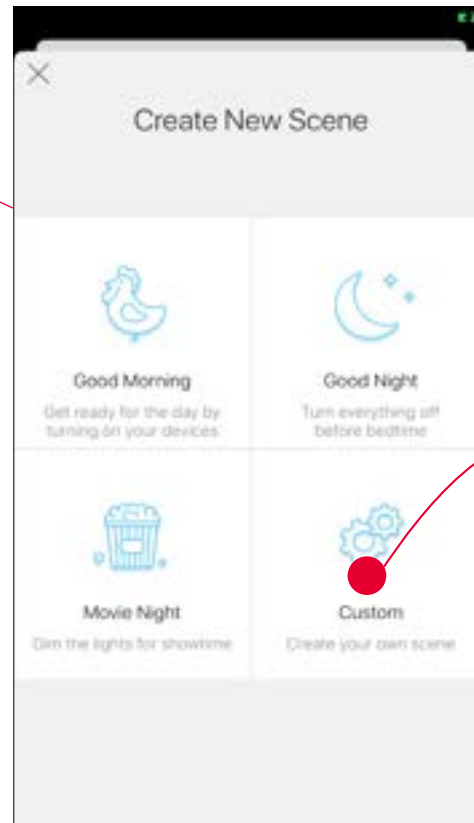 Create New Scene
Good Morning
Get ready for the day by
turning on your devices
Good Night
Turn everything off
before bedtime
Movie Night
Dim the lights for showtime
Custom
Create your own scene